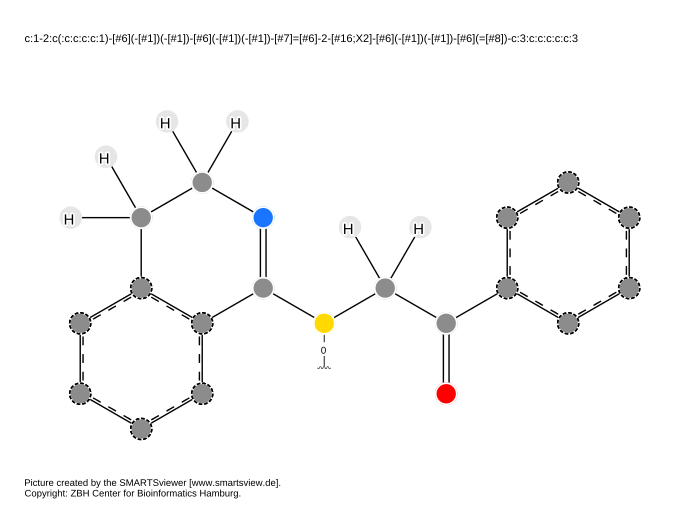 c:1-2:c(:c:c:c:c:1)-[#6](-[#1])(-[#1])-[#6](-[#1])(-[#1])-[#7]=[#6]-2-[#16;X2]-[#6](-[#1])(-[#1])-[#6](=[#8])-c:3:c:c:c:c:c:3
H H
H
H
H H
0
Picture created by the SMARTSviewer [www.smartsview.de].
Copyright: ZBH Center for Bioinformatics Hamburg.